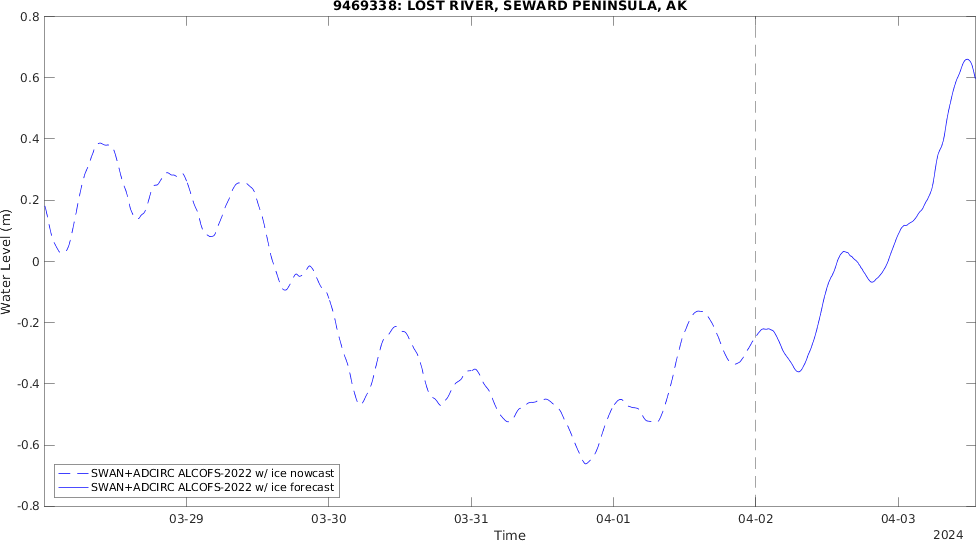 9469338: LOST RIVER, SEWARD PENINSULA, AK
0.8
0.6
0.4
0.2
0
-0.2
-0.4
-0.6
-0.8
Water Level (m)
SWAN+ADCIRC ALCOFS-2022 w/ ice nowcast
SWAN+ADCIRC ALCOFS-2022 w/ ice forecast
03-29 03-30 03-31 04-01 04-02 04-03
Time
2024